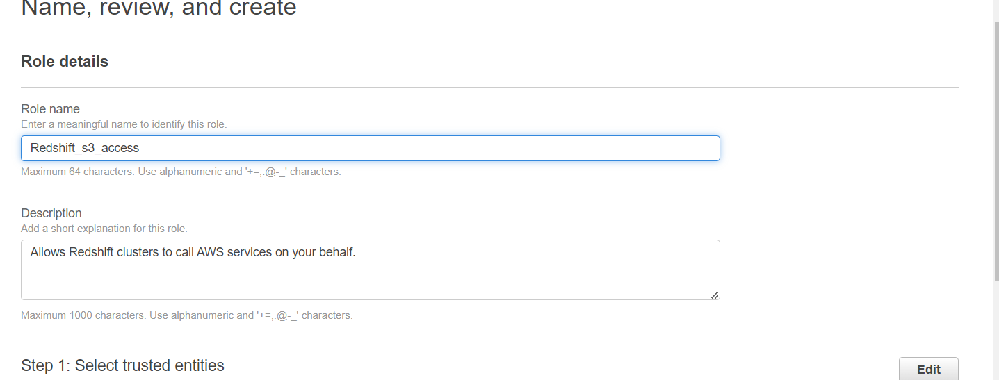 Name, review, and create
Role details
Role name
Enter a meaningful name to identify this role.
Redshift_s3_access
Maximum 64 characters. Use alphanumeric and '+=,.@-_' characters.
Description
Add a short explanation for this role.
Allows Redshift clusters to call AWS services on your behalf.
Maximum 1000 characters. Use alphanumeric and '+=,.@-_' characters.
Step 1: Select trusted entities
Edit